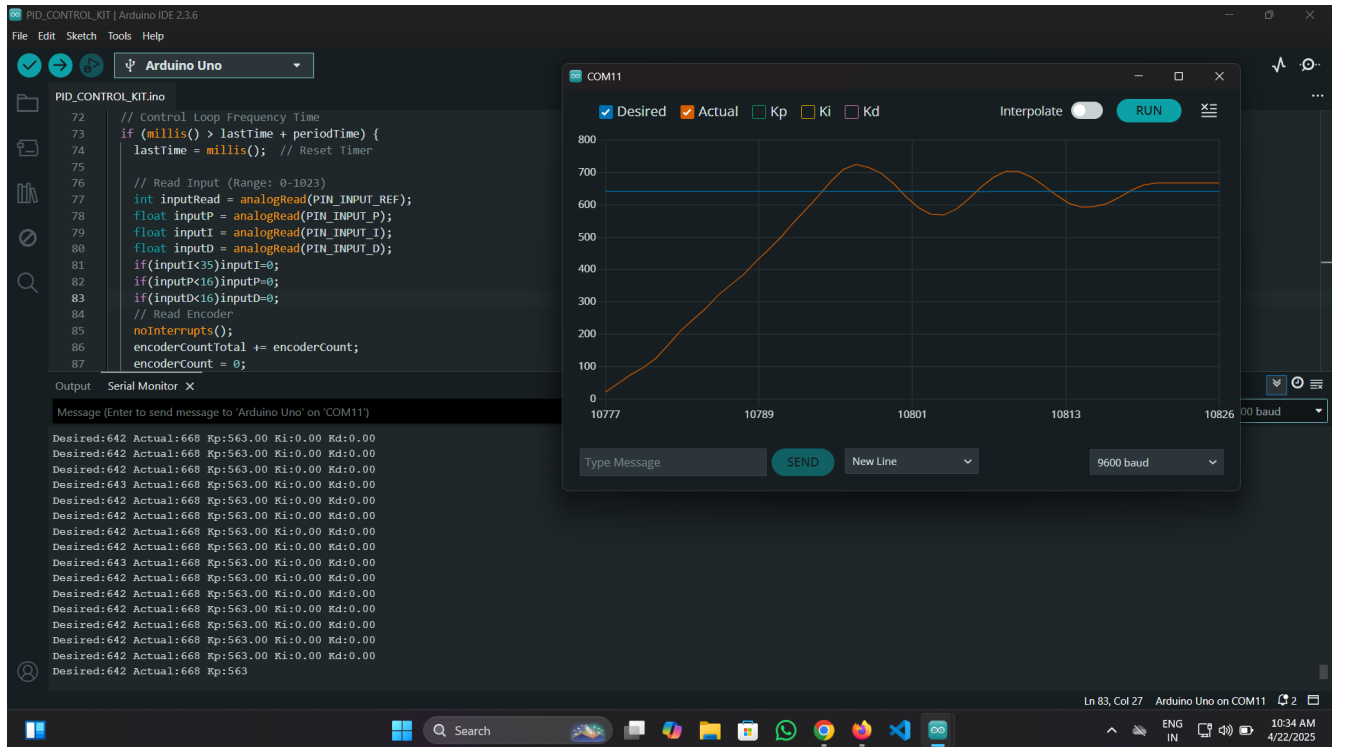 PID_CONTROL_KIT | Arduino IDE 2.3.6
File Edit Sketch Tools Help
Arduino Uno
PID_CONTROL_KIT.ino
72 // Control Loop Frequency Time
73 if (millis() > lastTime + periodTime) {
74 lastTime = millis(); // Reset Timer
75
76 // Read Input (Range: 0-1023)
77 int inputRead = analogRead(PIN_INPUT_REF);
78 float inputP = analogRead(PIN_INPUT_P);
79 float inputI = analogRead(PIN_INPUT_I);
80 float inputD = analogRead(PIN_INPUT_D);
81 if(inputI<35)inputI=0;
82 if(inputP<16)inputP=0;
83 if(inputD<16)inputD=0;
84 // Read Encoder
85 noInterrupts();
86 encoderCountTotal += encoderCount;
87 encoderCount = 0;
COM11
Desired Actual Kp Ki Kd Interpolate RUN
800
700
600
500
400
300
200
100
0
10777 10789 10801 10813 10826
Type Message SEND New Line 9600 baud
Output Serial Monitor
Message (Enter to send message to 'Arduino Uno' on 'COM11') 00 baud
Desired:642 Actual:668 Kp:563.00 Ki:0.00 Kd:0.00
Desired:642 Actual:668 Kp:563.00 Ki:0.00 Kd:0.00
Desired:642 Actual:668 Kp:563.00 Ki:0.00 Kd:0.00
Desired:643 Actual:668 Kp:563.00 Ki:0.00 Kd:0.00
Desired:642 Actual:668 Kp:563.00 Ki:0.00 Kd:0.00
Desired:642 Actual:668 Kp:563.00 Ki:0.00 Kd:0.00
Desired:642 Actual:668 Kp:563.00 Ki:0.00 Kd:0.00
Desired:642 Actual:668 Kp:563.00 Ki:0.00 Kd:0.00
Desired:643 Actual:668 Kp:563.00 Ki:0.00 Kd:0.00
Desired:642 Actual:668 Kp:563.00 Ki:0.00 Kd:0.00
Desired:642 Actual:668 Kp:563.00 Ki:0.00 Kd:0.00
Desired:642 Actual:668 Kp:563.00 Ki:0.00 Kd:0.00
Desired:642 Actual:668 Kp:563.00 Ki:0.00 Kd:0.00
Desired:642 Actual:668 Kp:563.00 Ki:0.00 Kd:0.00
Desired:642 Actual:668 Kp:563.00 Ki:0.00 Kd:0.00
Desired:642 Actual:668 Kp:563
Ln 83, Col 27 Arduino Uno on COM11 2
Search
ENG
IN
10:34 AM
4/22/2025